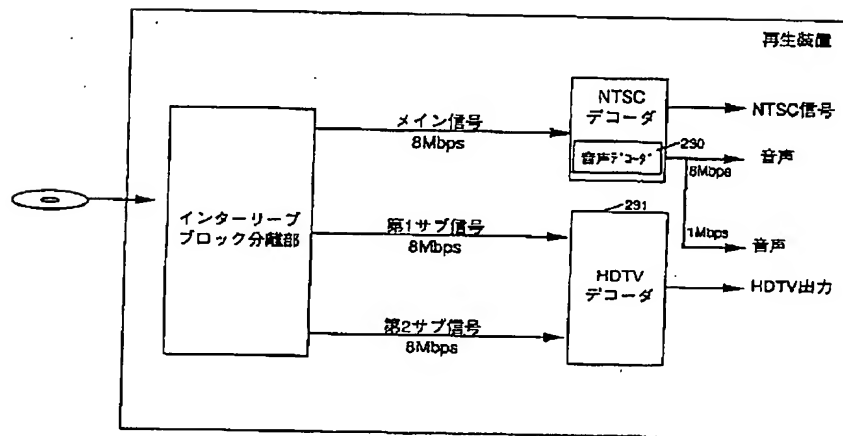 再生装置
インターリーブ
ブロック分離部
メイン信号
8Mbps
第1サブ信号
8Mbps
第2サブ信号
8Mbps
NTSC
デコーダ
音声デコーダ
290
291
HDTV
デコーダ
NTSC信号
音声
8Mbps
1Mbps
音声
HDTV出力